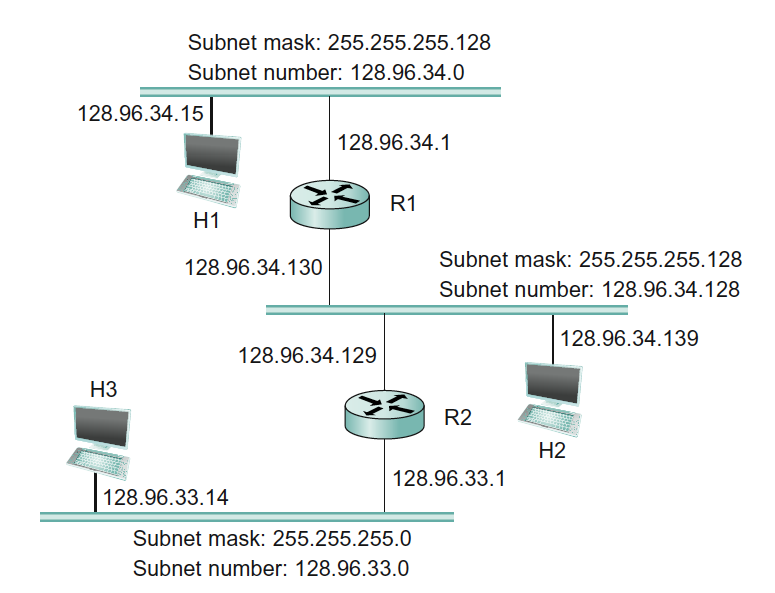 Subnet mask: 255.255.255.128
Subnet number: 128.96.34.0
128.96.34.15
128.96.34.1
H1
R1
128.96.34.130
Subnet mask: 255.255.255.128
Subnet number: 128.96.34.128
128.96.34.139
128.96.34.129
H3
R2
H2
128.96.33.1
128.96.33.14
Subnet mask: 255.255.255.0
Subnet number: 128.96.33.0